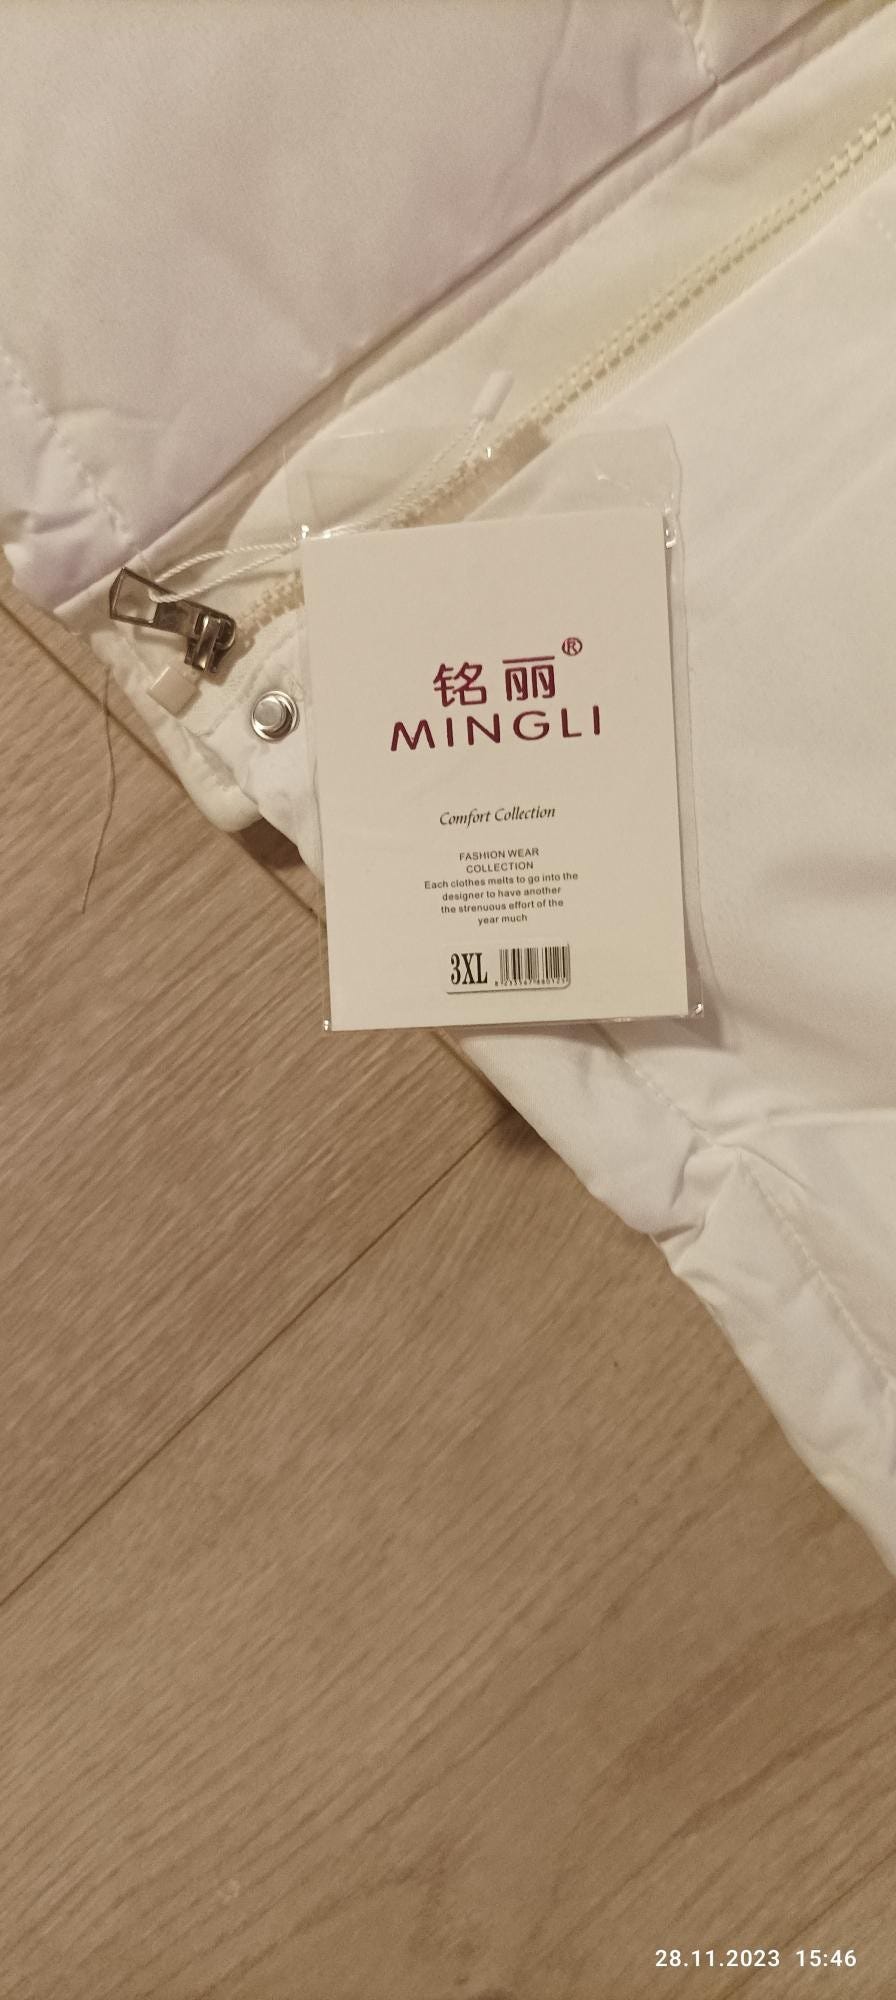 铭丽®
MINGLI
Comfort Collection
FASHION WEAR
COLLECTION
Each clothes melts to go into the
designer to have another
the strenuous effort of the
year much
3XL
28.11.2023 15:46